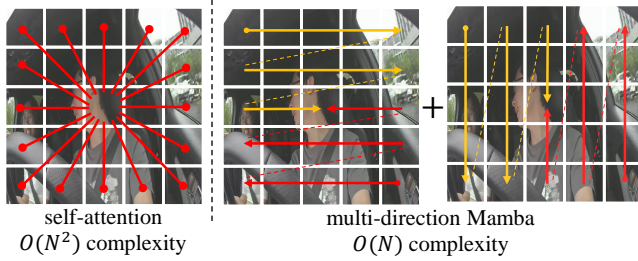 +
self-attention
O(N²) complexity
multi-direction Mamba
O(N) complexity